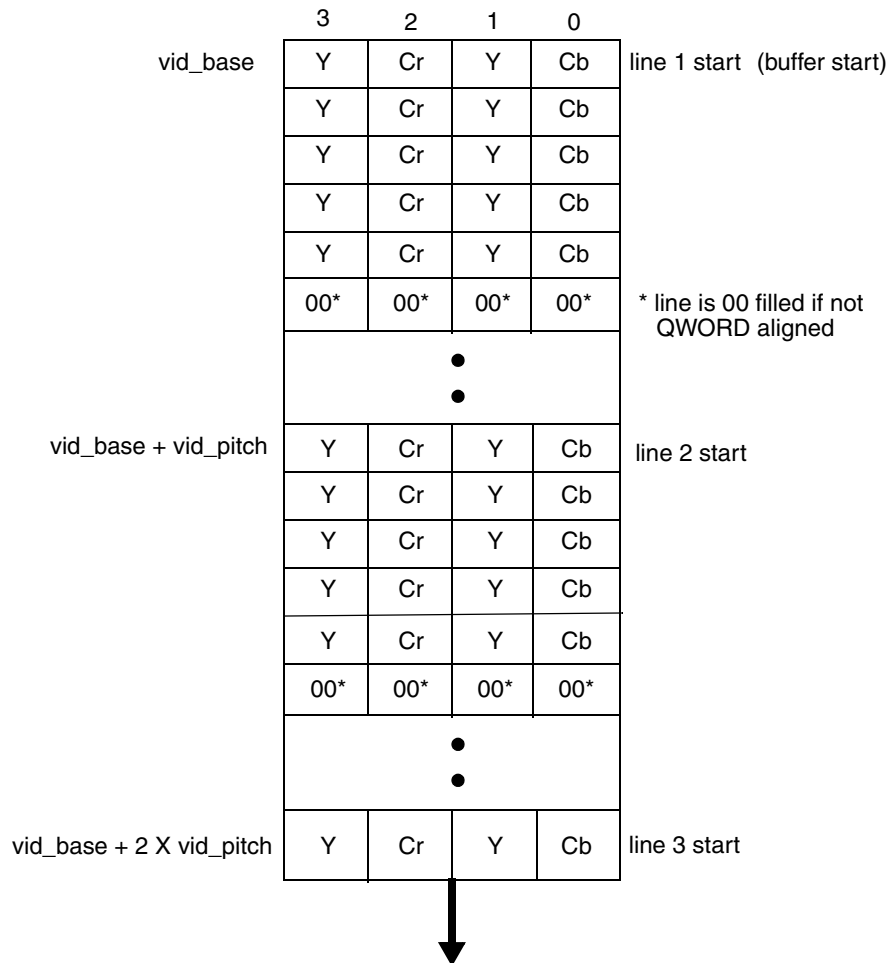 3 2 1 0
vid_base Y Cr Y Cb line 1 start (buffer start)
Y Cr Y Cb
Y Cr Y Cb
Y Cr Y Cb
Y Cr Y Cb
00* 00* 00* 00* * line is 00 filled if not
QWORD aligned
vid_base + vid_pitch Y Cr Y Cb line 2 start
Y Cr Y Cb
Y Cr Y Cb
Y Cr Y Cb
Y Cr Y Cb
00* 00* 00* 00*
vid_base + 2 X vid_pitch Y Cr Y Cb line 3 start